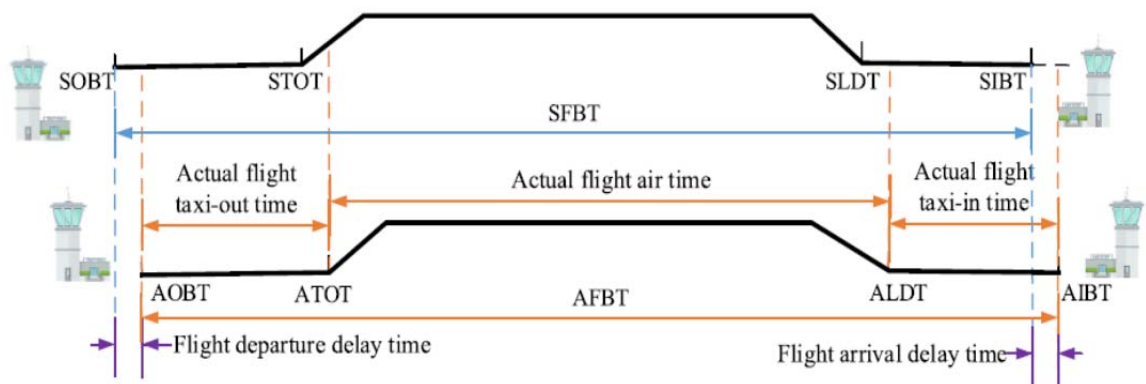 SOBT
STOT
SLDT
SIBT
SFBT
Actual flight
taxi-out time
Actual flight air time
Actual flight
taxi-in time
AOBT
ATOT
AFBT
ALDT
AIBT
Flight departure delay time
Flight arrival delay time